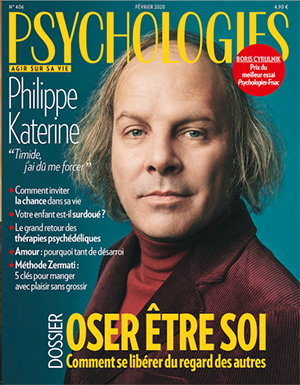 N° 406
FÉVRIER 2020
4,90 €
PSYCHOLOGIES
AGIR SUR SA VIE
BORIS CYRULNIK
Prix du
meilleur essai
Psychologies-Fnac
Philippe
Katerine
“Timide,
j'ai dû me forcer”
• Comment inviter
la chance dans sa vie
• Votre enfant est-il surdoué ?
• Le grand retour des
thérapies psychédéliques
• Amour : pourquoi tant de désarroi
• Méthode Zermati :
5 clés pour manger
avec plaisir sans grossir
DOSSIER
OSER ÊTRE SOI
Comment se libérer du regard des autres